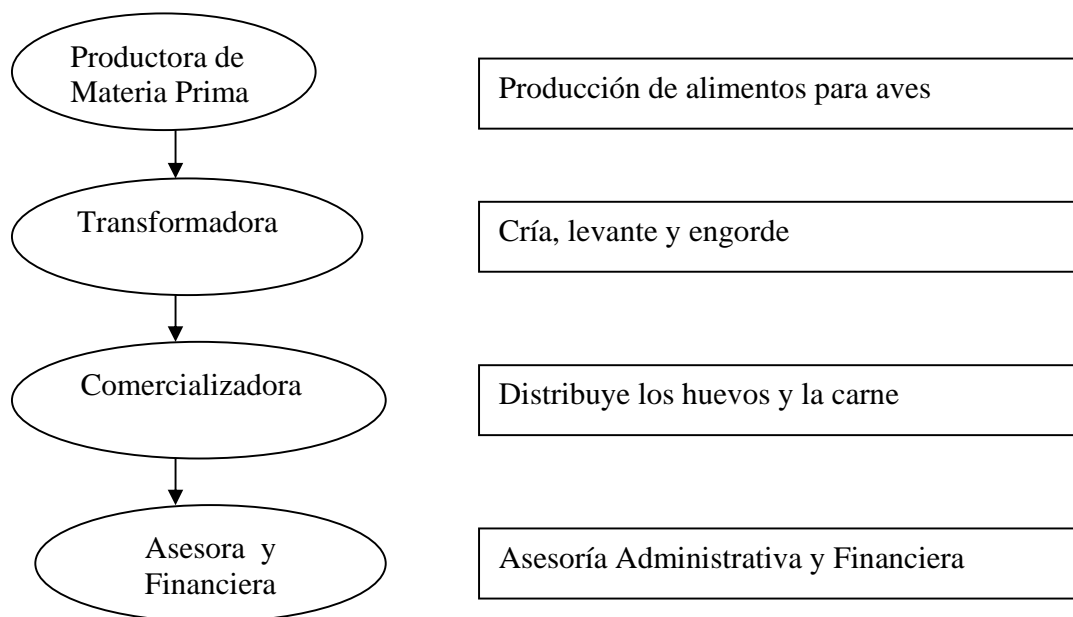 Productora de
Materia Prima
Producción de alimentos para aves
Transformadora
Cría, levante y engorde
Comercializadora
Distribuye los huevos y la carne
Asesora y
Financiera
Asesoría Administrativa y Financiera